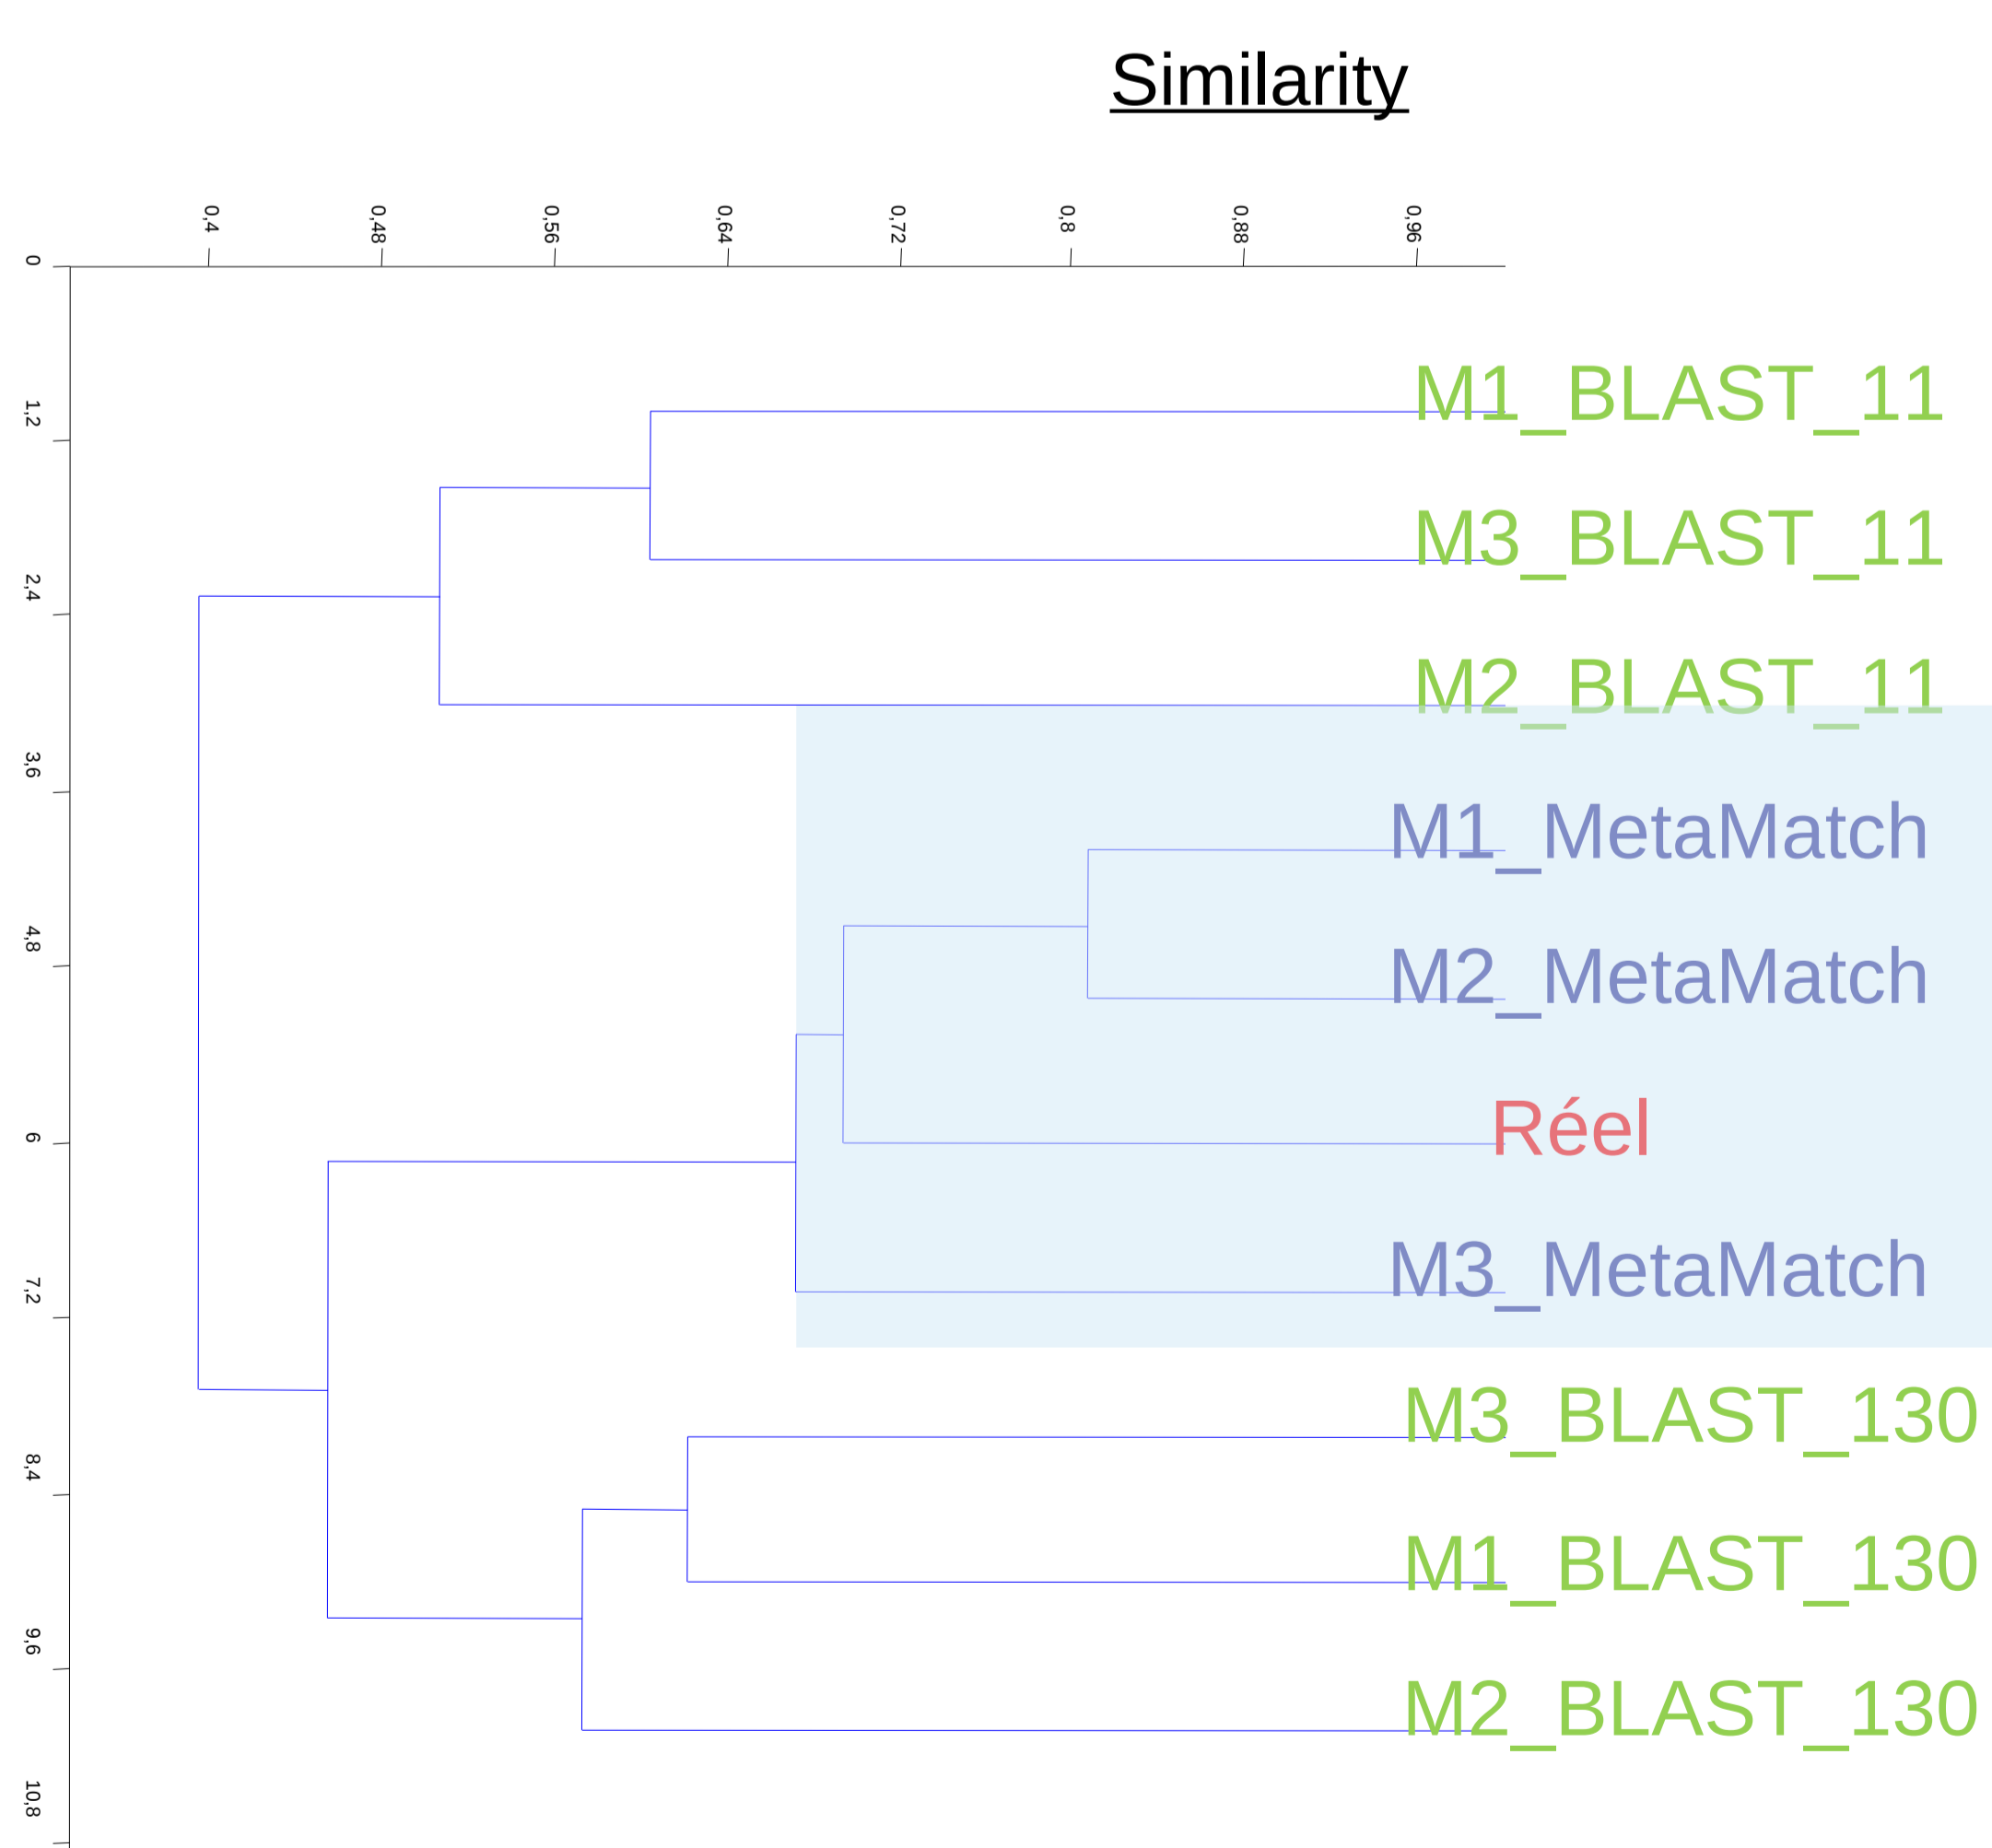 Similarity
0,4 0,48 0,56 0,64 0,72 0,8 0,88 0,96
0
M1_BLAST_11
1,2
M3_BLAST_11
2,4
M2_BLAST_11
3,6
M1_MetaMatch
4,8
M2_MetaMatch
6
Réel
7,2
M3_MetaMatch
M3_BLAST_130
8,4
M1_BLAST_130
9,6
M2_BLAST_130
10,8